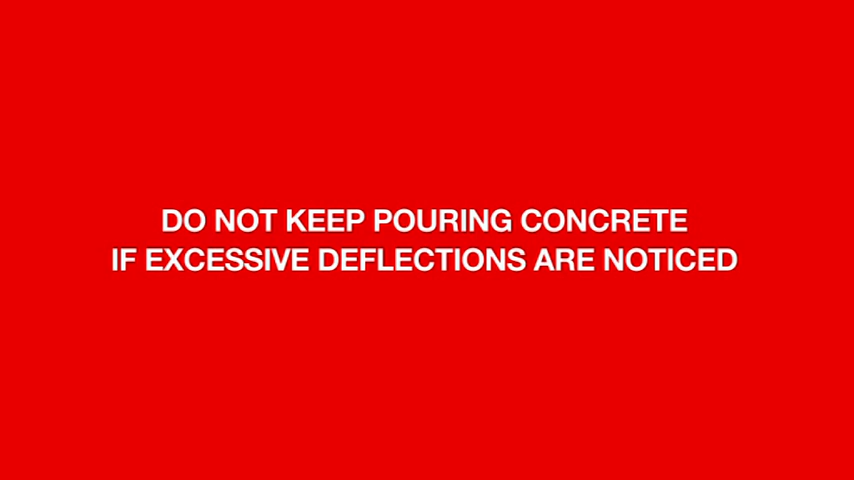 DO NOT KEEP POURING CONCRETE
IF EXCESSIVE DEFLECTIONS ARE NOTICED